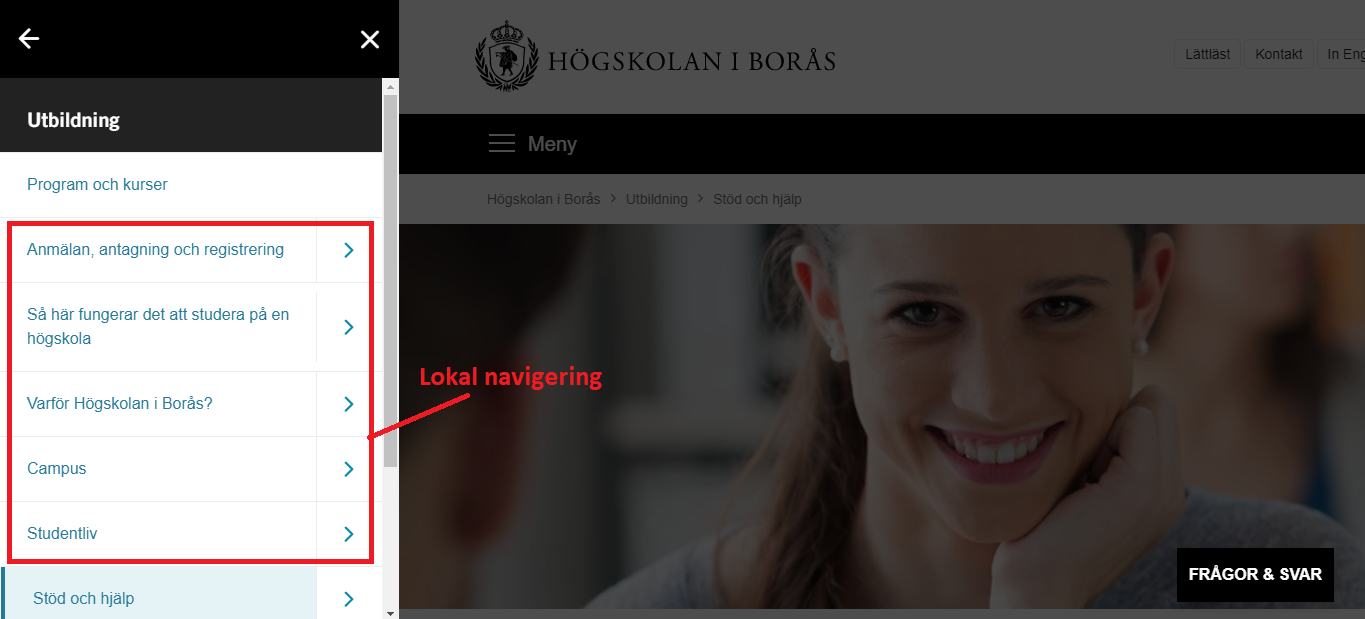 Utbildning
Program och kurser
Anmälan, antagning och registrering
Så här fungerar det att studera på en
högskola
Varför Högskolan i Borås?
Campus
Studentliv
Stöd och hjälp
HÖGSKOLAN I BORÅS
Lättläst Kontakt In Eng
Meny
Högskolan i Borås > Utbildning > Stöd och hjälp
Lokal navigering
FRÅGOR & SVAR